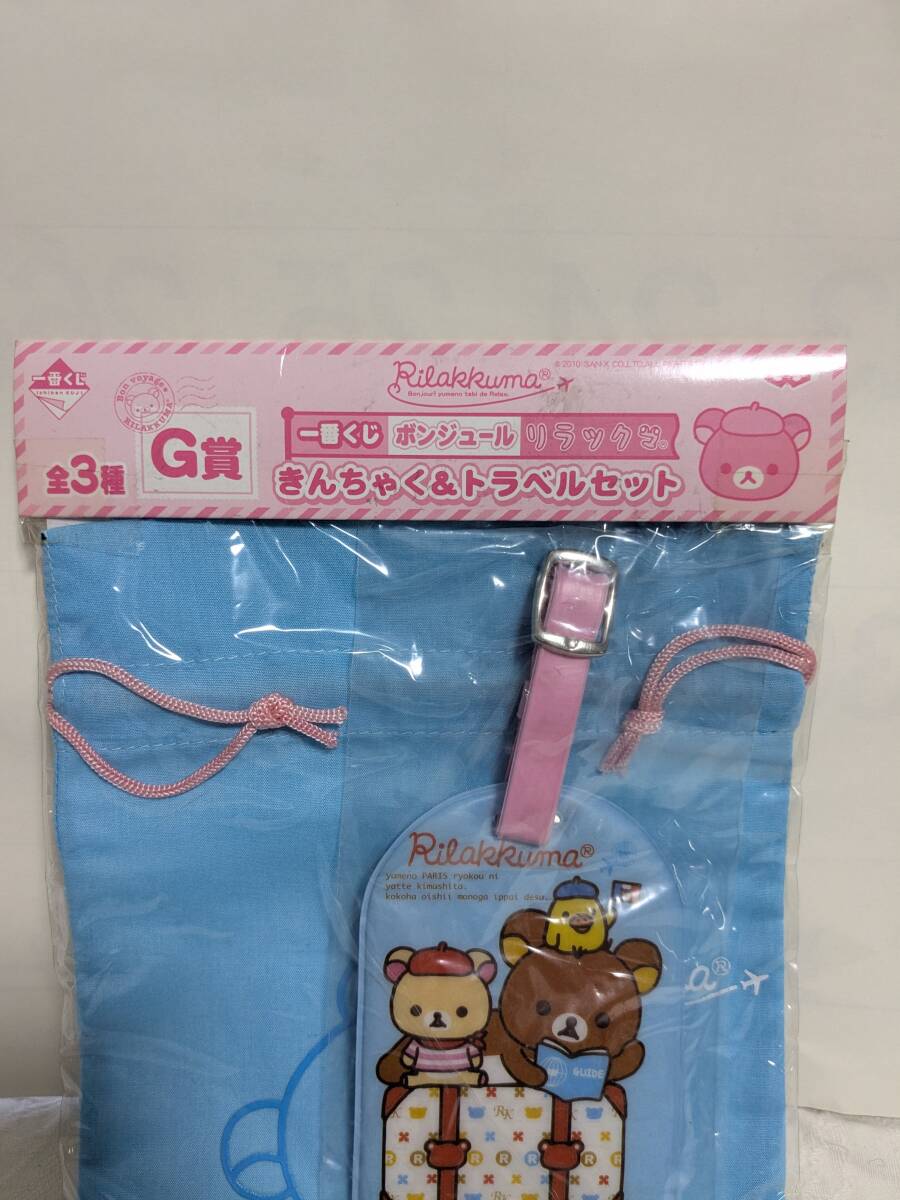 一番くじ
ichiban KUJI
Bon voyage
RILAKKUMA
Rilakkuma®
Bonjour! yumeno tabi de Relax.
© 2010 SAN-X CO.,LTD. ALL
全3種
G賞
一番くじ ボンジュール リラックマ。
きんちゃく&トラベルセット
Rilakkuma®
yumeno PARIS ryokou ni
yatte kimashita.
kokoha oishii monoga ippai desu.
a®
GUIDE
RK RK
R R R R